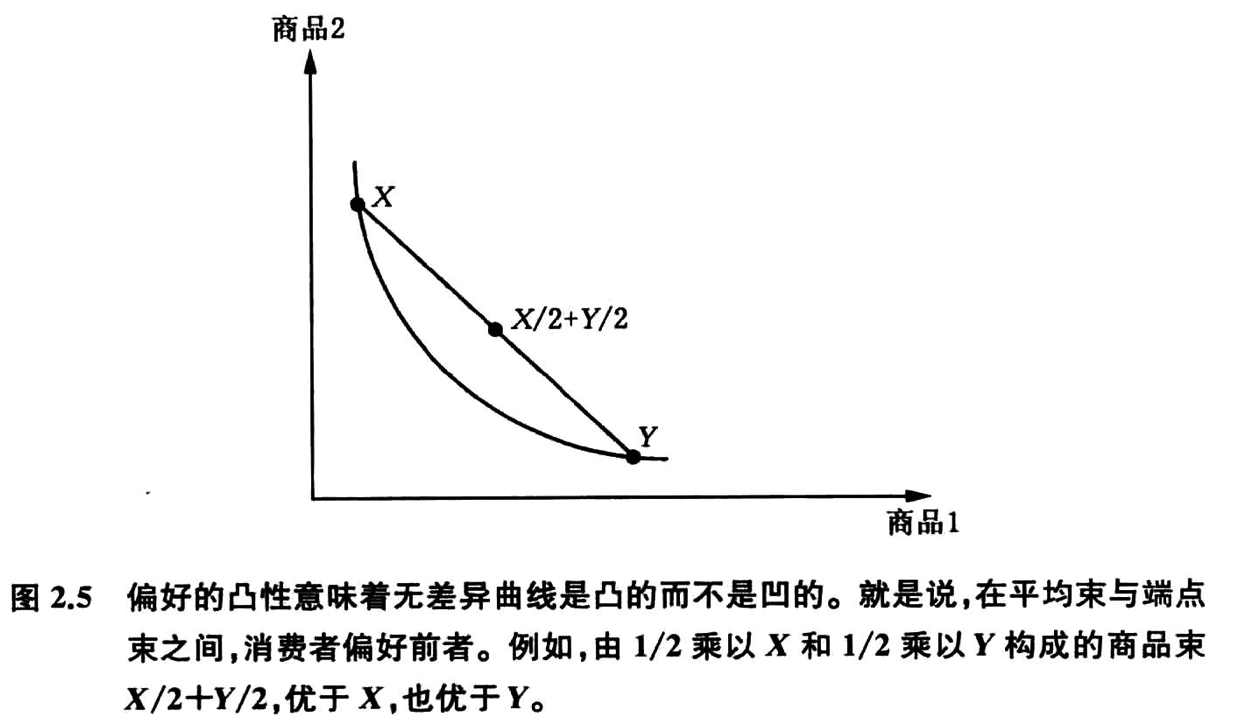 商品2
X
X/2+Y/2
Y
商品1
图 2.5 偏好的凸性意味着无差异曲线是凸的而不是凹的。就是说,在平均束与端点
束之间,消费者偏好前者。例如,由 1/2 乘以 X 和 1/2 乘以 Y 构成的商品束
X/2+Y/2,优于 X,也优于 Y。